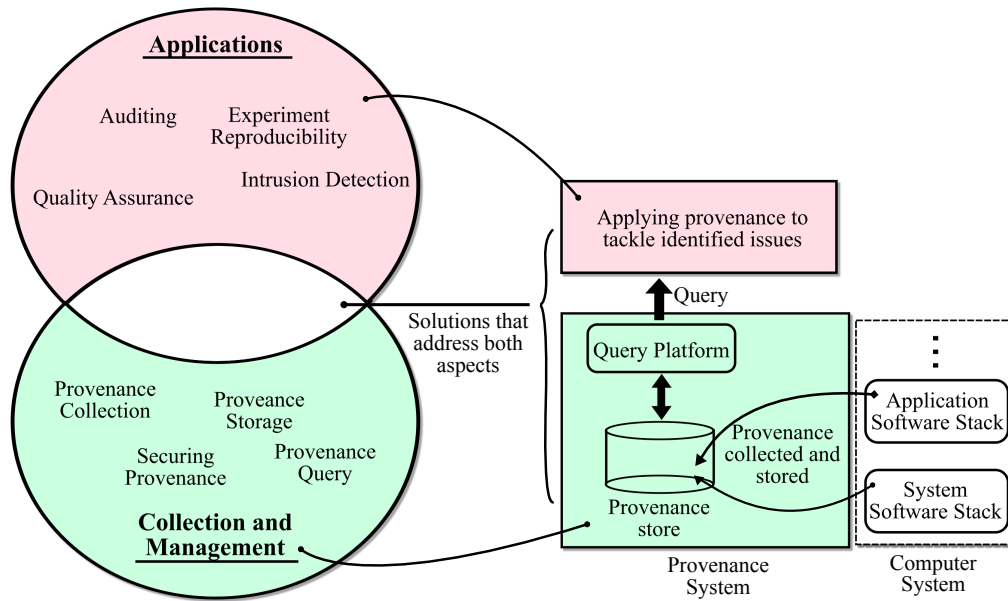 Applications
Auditing
Experiment
Reproducibility
Quality Assurance
Intrusion Detection
Solutions that
address both
aspects
Provenance
Collection
Proveance
Storage
Securing
Provenance
Provenance
Query
Collection and
Management
Applying provenance to
tackle identified issues
Query
Query Platform
Provenance
collected and
stored
Provenance
store
Provenance
System
Application
Software Stack
System
Software Stack
Computer
System